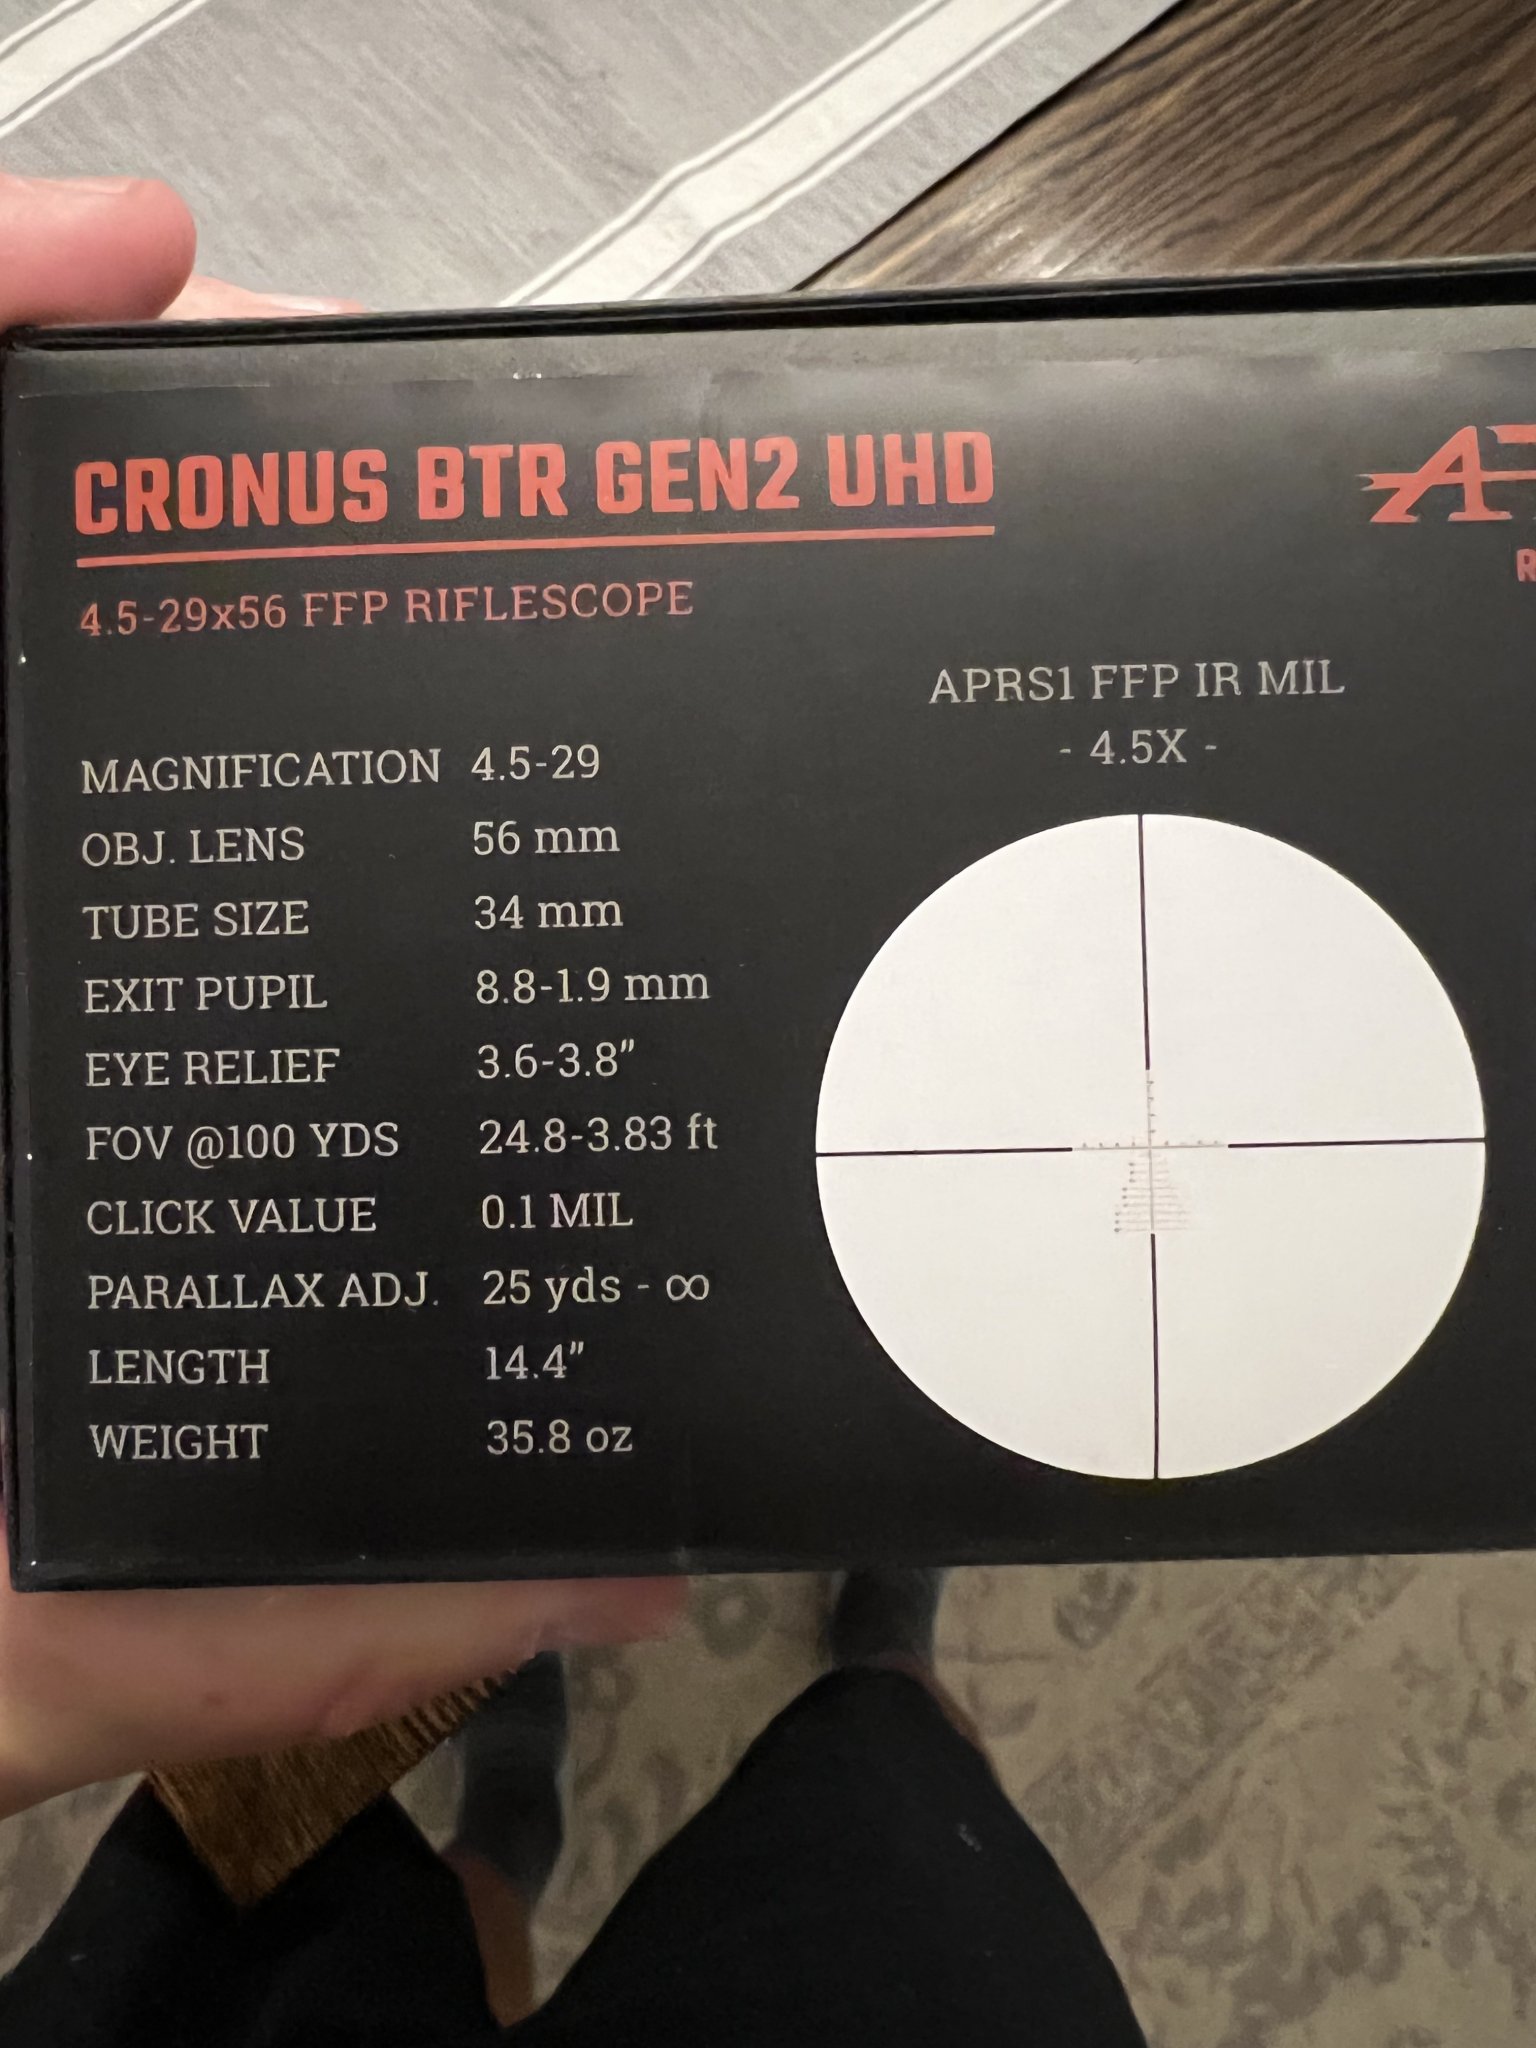 CRONUS BTR GEN2 UHD
4.5-29x56 FFP RIFLESCOPE
MAGNIFICATION 4.5-29
OBJ. LENS 56 mm
TUBE SIZE 34 mm
EXIT PUPIL 8.8-1.9 mm
EYE RELIEF 3.6-3.8″
FOV @100 YDS 24.8-3.83 ft
CLICK VALUE 0.1 MIL
PARALLAX ADJ. 25 yds - ∞
LENGTH 14.4″
WEIGHT 35.8 oz
APRS1 FFP IR MIL
- 4.5X -